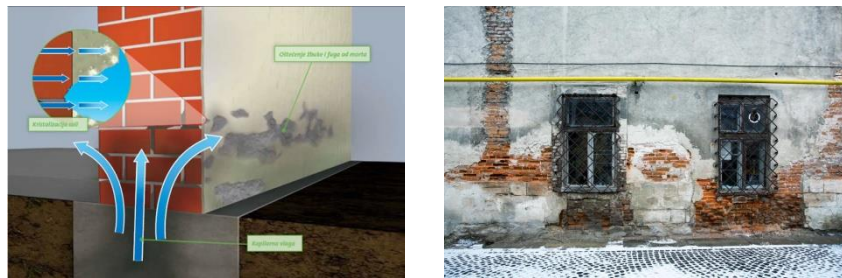 Oštećenje žbuke i fuga od morta
Kristalizacija soli
Kapilarna vlaga